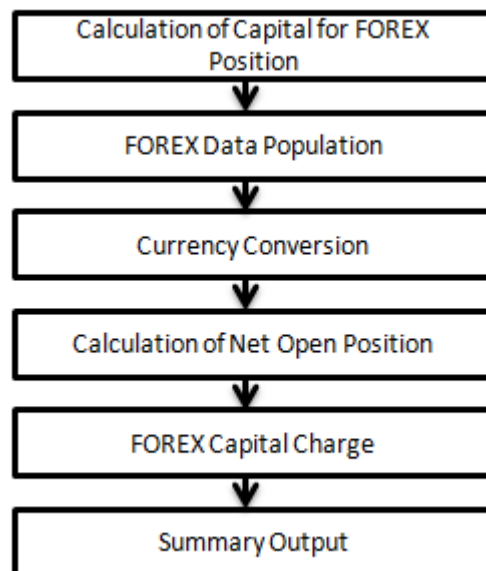 Calculation of Capital for FOREX
Position
FOREX Data Population
Currency Conversion
Calculation of Net Open Position
FOREX Capital Charge
Summary Output